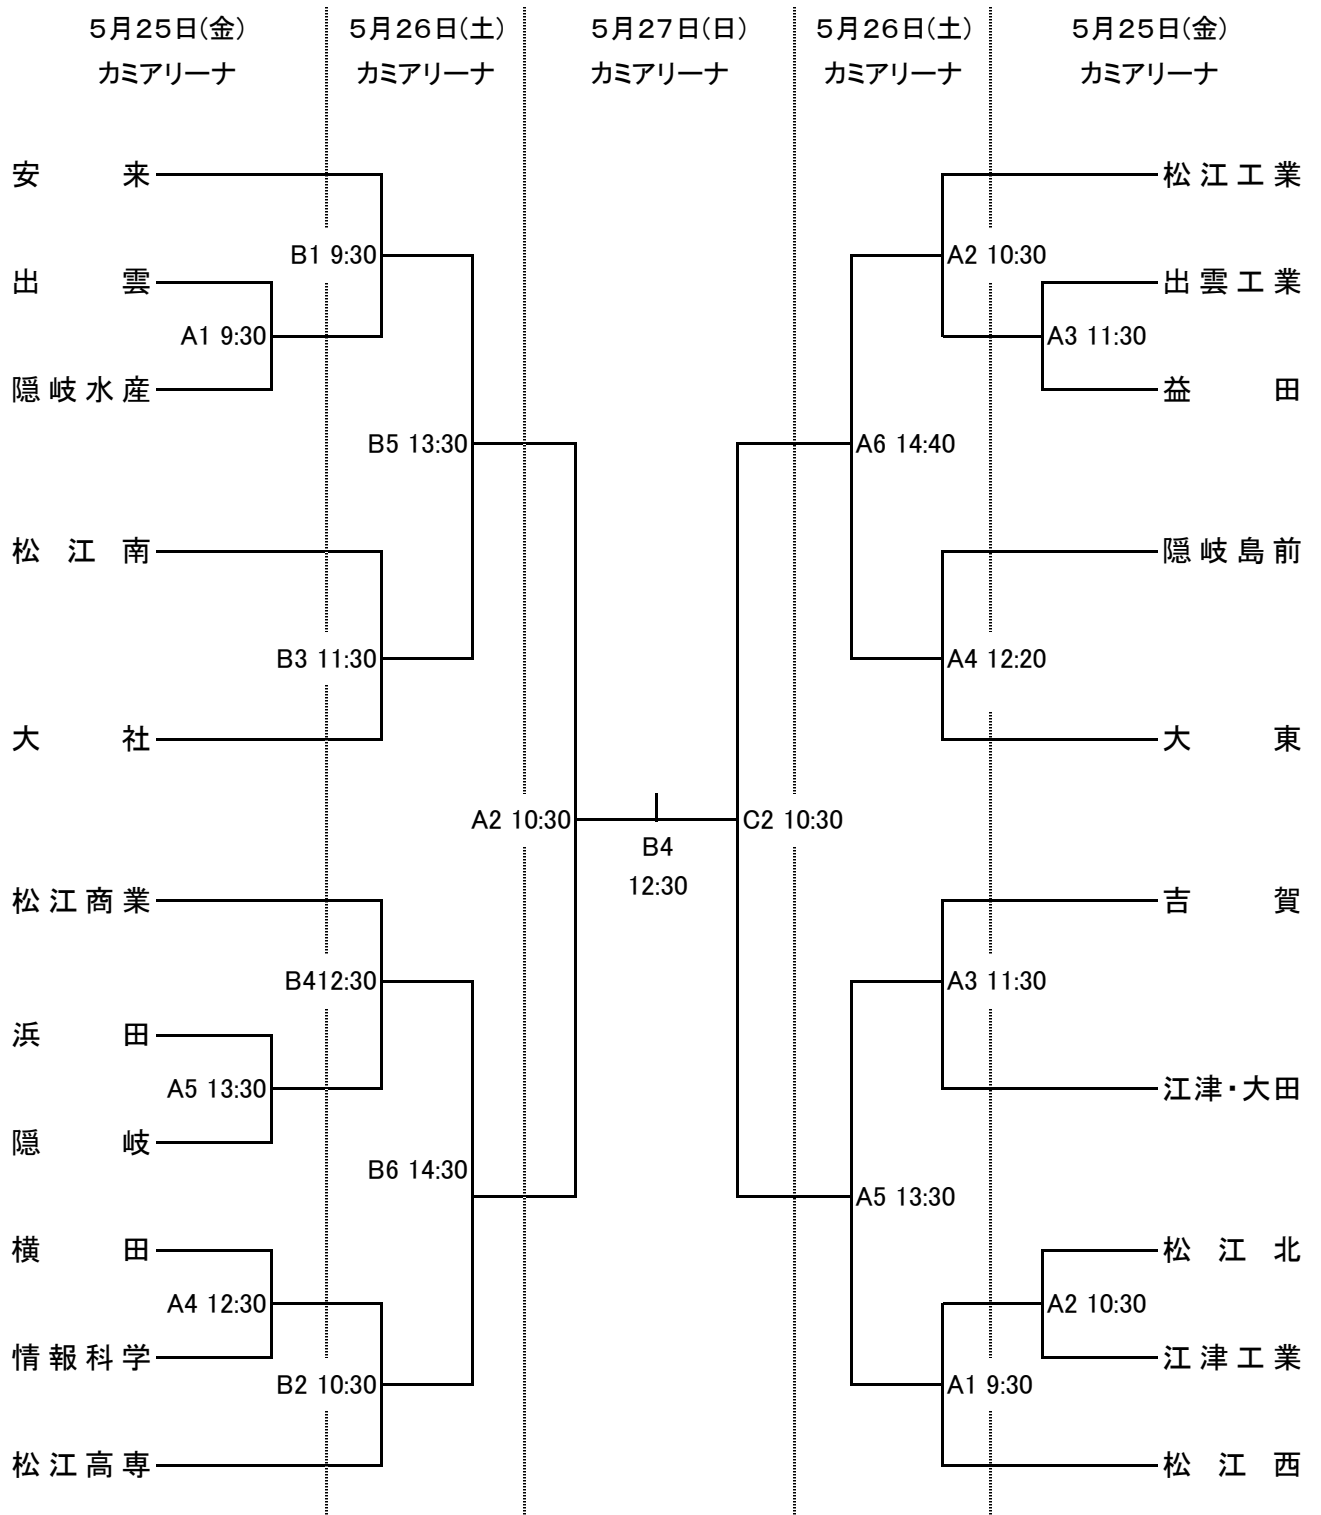 ５月２５日（金） ５月２６日（土） ５月２７日（日） ５月２６日（土） ５月２５日（金）
カミアリーナ カミアリーナ カミアリーナ カミアリーナ カミアリーナ
安来 松江工業
B1 9:30 A2 10:30
出雲 出雲工業
A1 9:30 A3 11:30
隠岐水産 益田
B5 13:30 A6 14:40
松江南 隠岐島前
B3 11:30 A4 12:20
大社 大東
A2 10:30 C2 10:30
B4
12:30
松江商業 吉賀
B412:30 A3 11:30
浜田
A5 13:30 江津・大田
隠岐
B6 14:30 A5 13:30
横田 松江北
A4 12:30 A2 10:30
情報科学 江津工業
B2 10:30 A1 9:30
松江高専 松江西